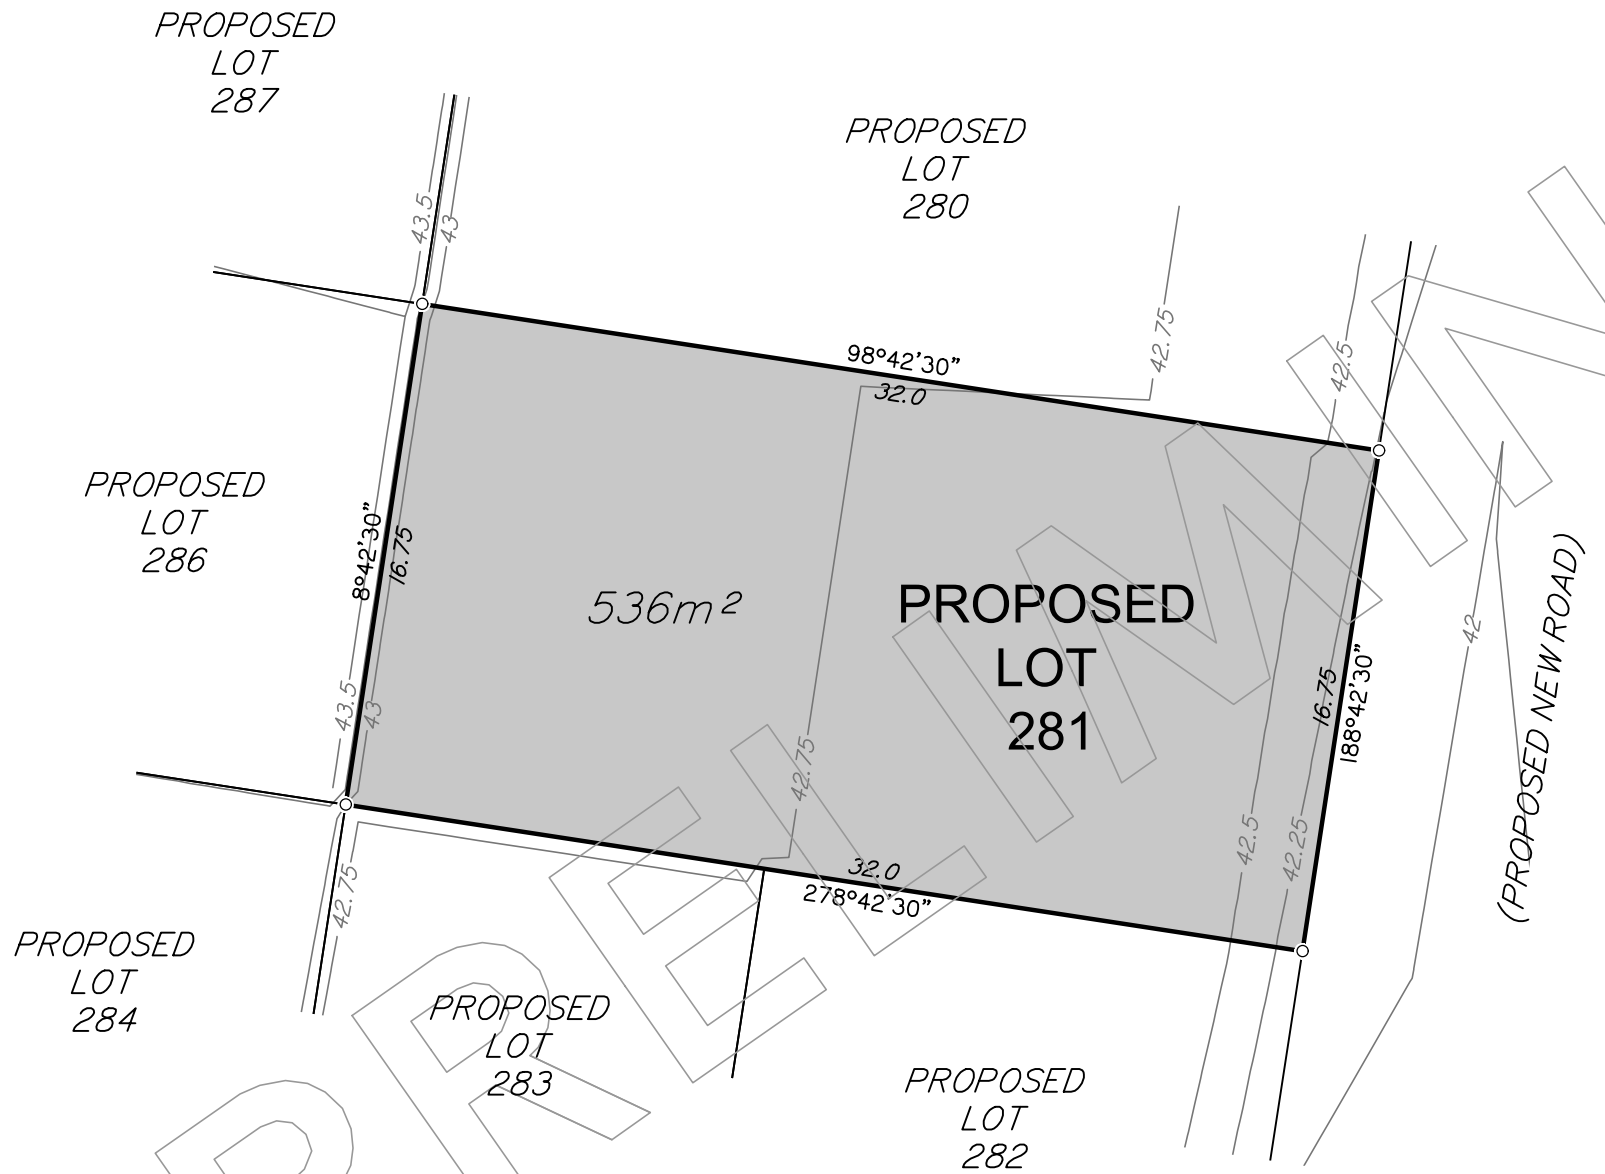 PROPOSED
LOT
287
PROPOSED
LOT
280
43.5
43
42.75
42.5
98°42'30"
32.0
PROPOSED
LOT
286
8°42'30"
16.75
536m²
PROPOSED
LOT
281
42
(PROPOSED NEW ROAD)
16.75
188°42'30"
43.5
43
42.75
42.5
42.25
32.0
278°42'30"
42.75
PROPOSED
LOT
284
PROPOSED
LOT
283
PROPOSED
LOT
282
PRELIMIN